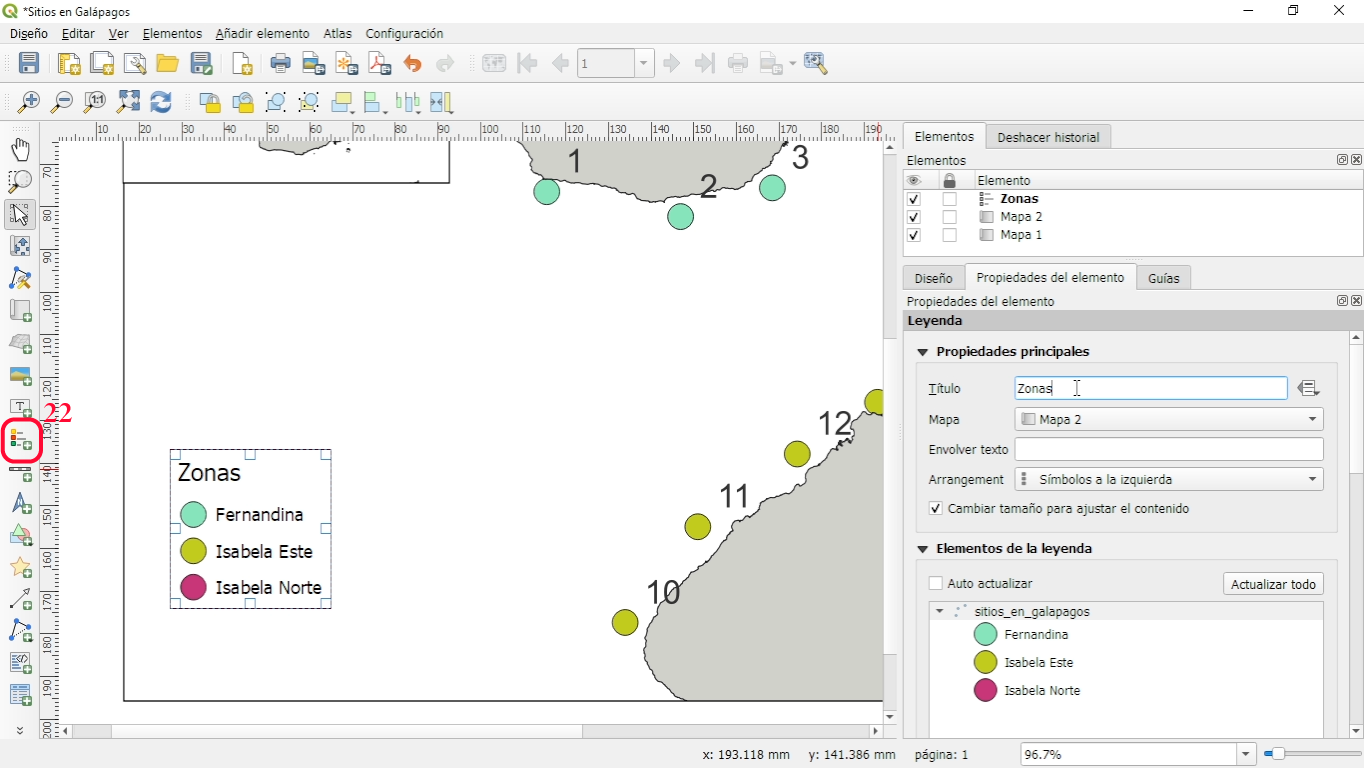 *Sitios en Galápagos
Diseño Editar Ver Elementos Añadir elemento Atlas Configuración
1
1:1
10 20 30 40 50 60 70 80 90 100 110 120 130 140 150 160 170 180 190
70
80
90
100
110
120
130
140
150
160
170
180
190
200
22
1
2
3
12
11
10
Zonas
Fernandina
Isabela Este
Isabela Norte
Elementos Deshacer historial
Elementos
Elemento
Zonas
Mapa 2
Mapa 1
Diseño Propiedades del elemento Guías
Propiedades del elemento
Leyenda
Propiedades principales
Título Zonas
Mapa Mapa 2
Envolver texto
Arrangement Símbolos a la izquierda
Cambiar tamaño para ajustar el contenido
Elementos de la leyenda
Auto actualizar Actualizar todo
sitios_en_galapagos
Fernandina
Isabela Este
Isabela Norte
x: 193.118 mm y: 141.386 mm página: 1 96.7%